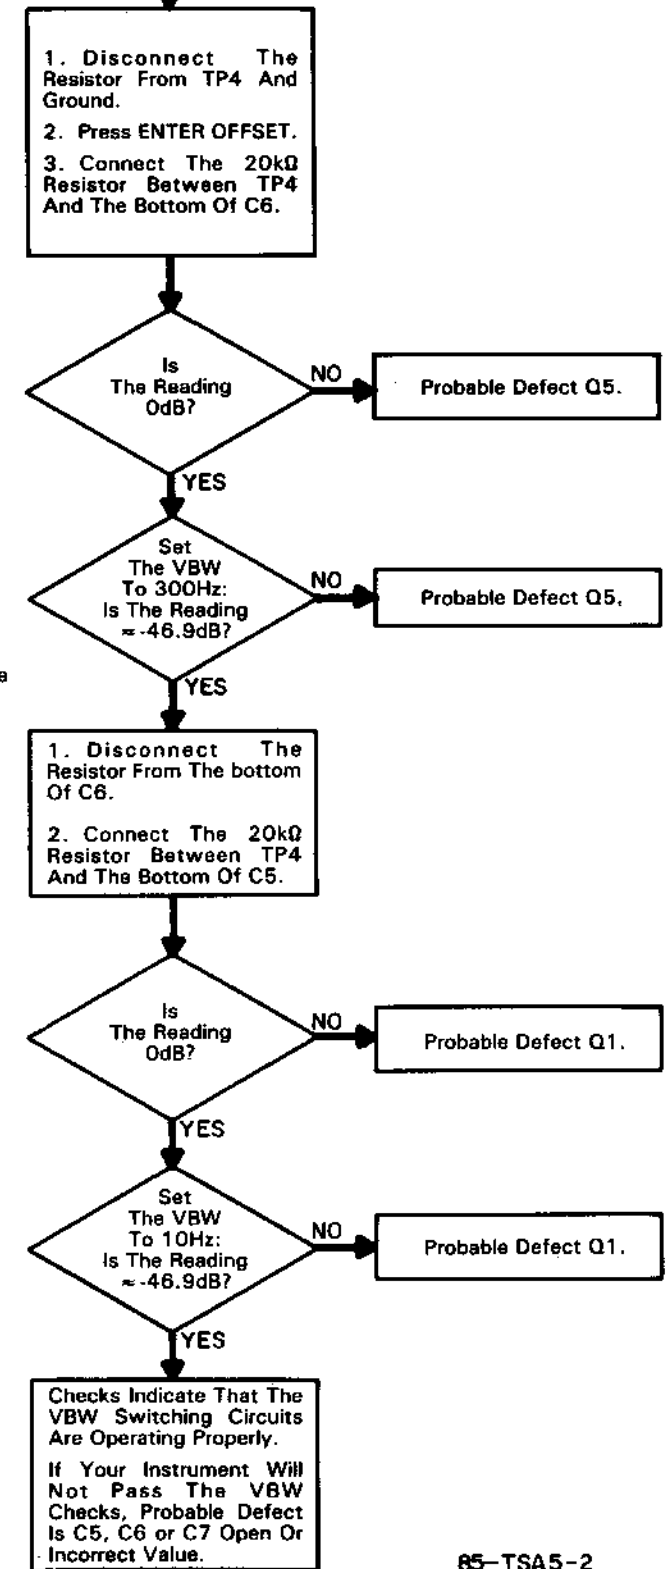 1. Disconnect The
Resistor From TP4 And
Ground.
2. Press ENTER OFFSET.
3. Connect The 20kΩ
Resistor Between TP4
And The Bottom Of C6.
Is
The Reading
0dB?
NO
Probable Defect Q5.
YES
Set
The VBW
To 300Hz:
Is The Reading
≈-46.9dB?
NO
Probable Defect Q5.
YES
1. Disconnect The
Resistor From The bottom
Of C6.
2. Connect The 20kΩ
Resistor Between TP4
And The Bottom Of C5.
Is
The Reading
0dB?
NO
Probable Defect Q1.
YES
Set
The VBW
To 10Hz:
Is The Reading
≈-46.9dB?
NO
Probable Defect Q1.
YES
Checks Indicate That The
VBW Switching Circuits
Are Operating Properly.
If Your Instrument Will
Not Pass The VBW
Checks, Probable Defect
Is C5, C6 or C7 Open Or
Incorrect Value.
85-TSA5-2